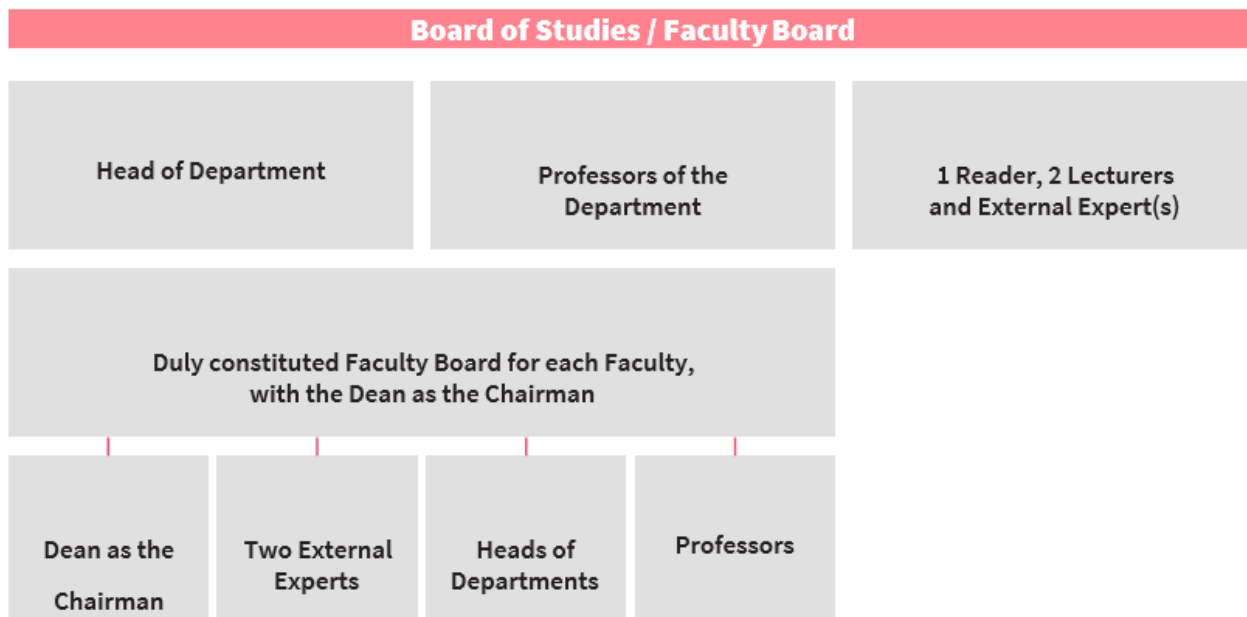 Board of Studies / Faculty Board
Head of Department
Professors of the
Department
1 Reader, 2 Lecturers
and External Expert(s)
Duly constituted Faculty Board for each Faculty,
with the Dean as the Chairman
Dean as the
Chairman
Two External
Experts
Heads of
Departments
Professors